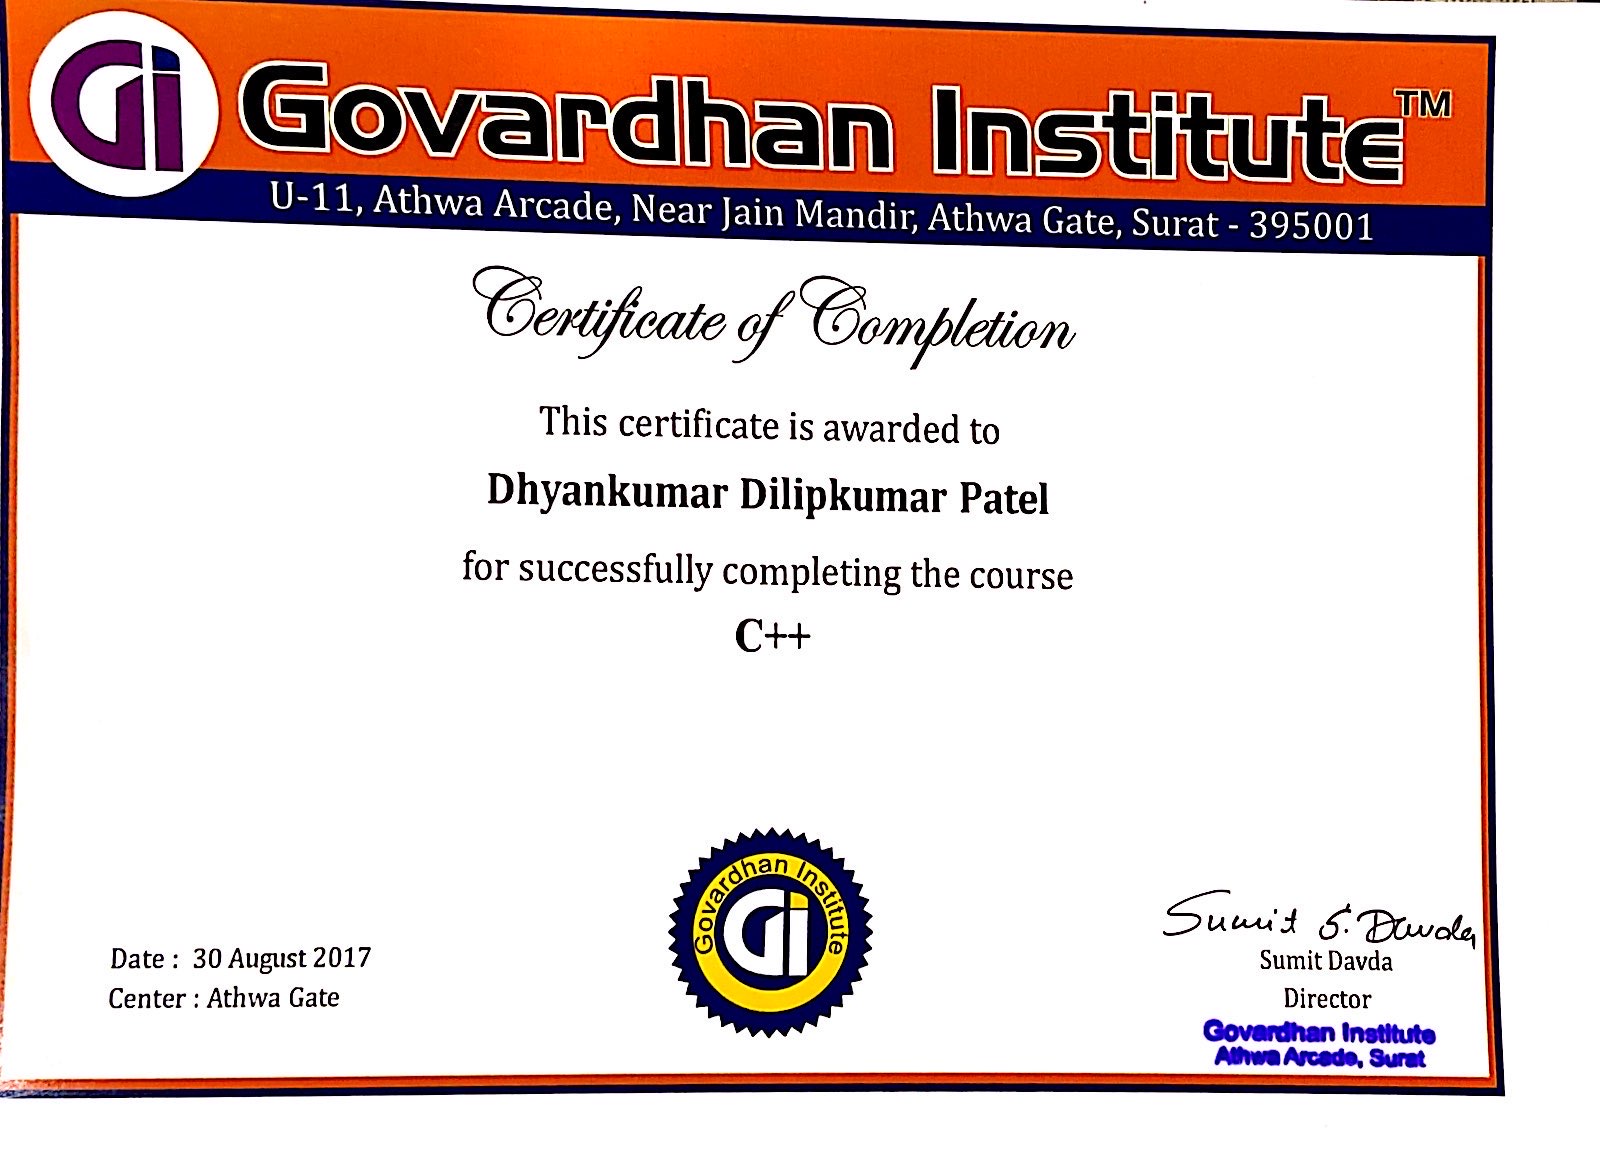 Gi
Govardhan Institute™
U-11, Athwa Arcade, Near Jain Mandir, Athwa Gate, Surat - 395001
Certificate of Completion
This certificate is awarded to
Dhyankumar Dilipkumar Patel
for successfully completing the course
C++
Govardhan Institute
Gi
Date : 30 August 2017
Center : Athwa Gate
Sumit S. Davda
Sumit Davda
Director
Govardhan Institute
Athwa Arcade, Surat